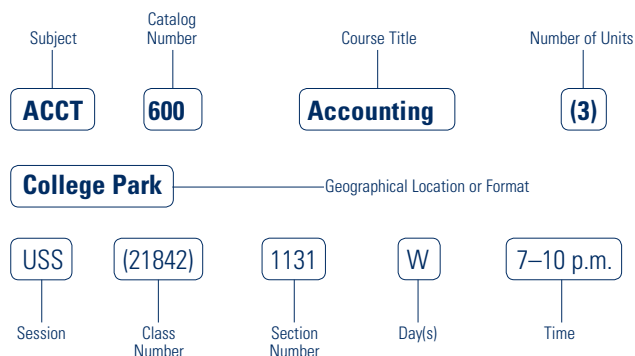 Subject
Catalog
Number
Course Title
Number of Units
ACCT 600 Accounting (3)
College Park
Geographical Location or Format
USS (21842) 1131 W 7–10 p.m.
Session
Class
Number
Section
Number
Day(s)
Time